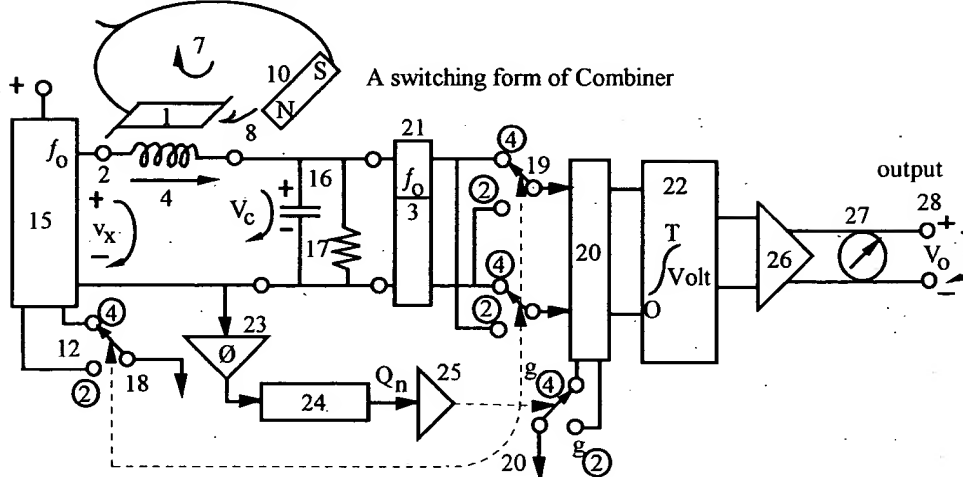 7
10
S
N
A switching form of Combiner
+
1
8
f₀
2
4
15
+
Vx
−
Vc
+
−
16
17
21
f₀
3
④
19
②
④
②
20
22
T
∫
Volt
O
26
27
output
28
+
Vo
−
④
12
②
18
23
Ø
24
Qn
25
g④
g②
20